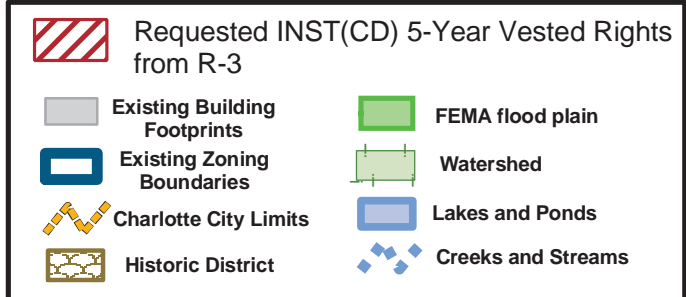 Requested INST(CD) 5-Year Vested Rights
from R-3
Existing Building
Footprints
FEMA flood plain
Existing Zoning
Boundaries
Watershed
Charlotte City Limits
Lakes and Ponds
Historic District
Creeks and Streams